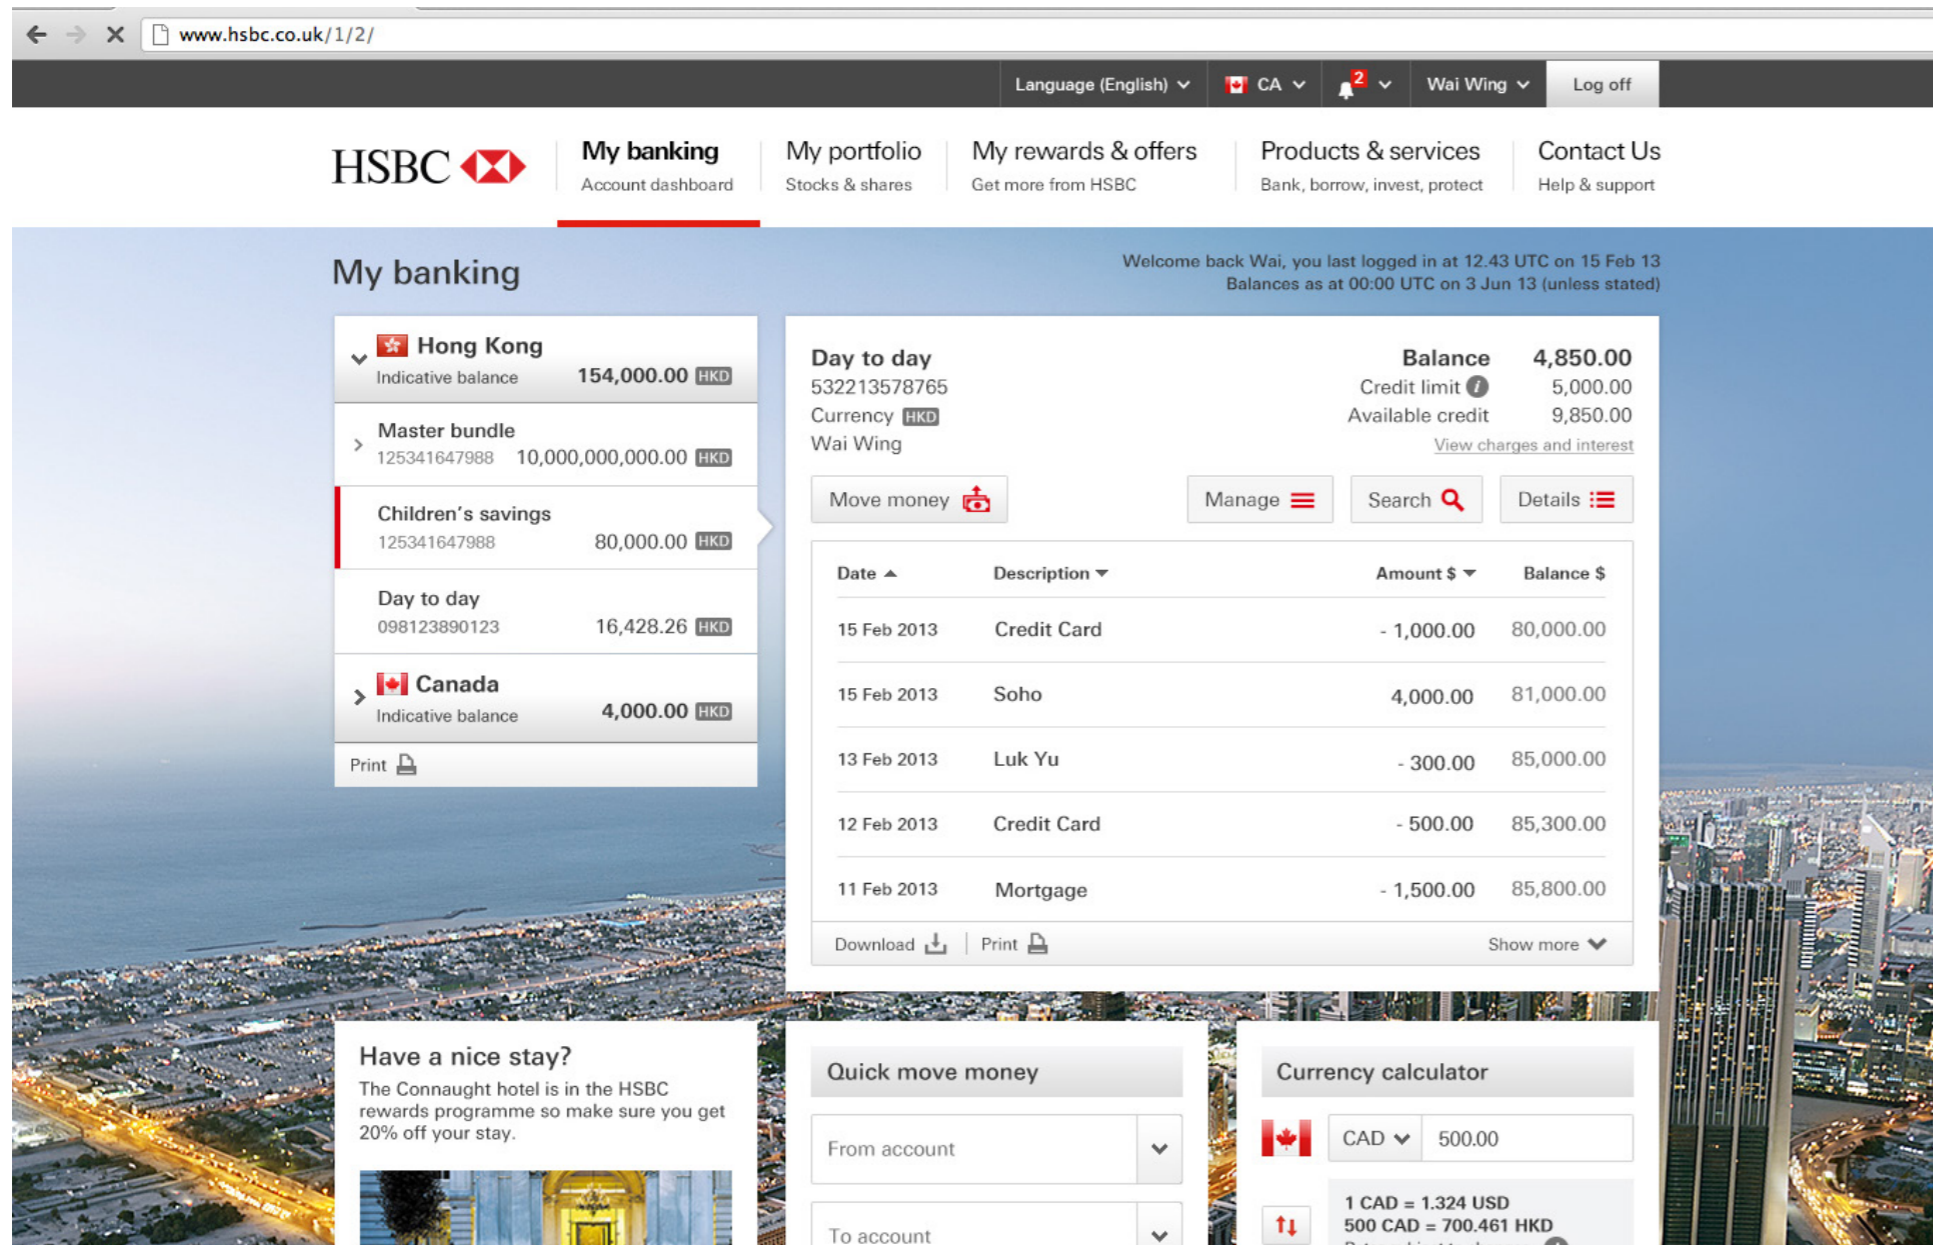 www.hsbc.co.uk/1/2/
Language (English) CA 2 Wai Wing Log off
HSBC
My banking
Account dashboard
My portfolio
Stocks & shares
My rewards & offers
Get more from HSBC
Products & services
Bank, borrow, invest, protect
Contact Us
Help & support
My banking
Welcome back Wai, you last logged in at 12.43 UTC on 15 Feb 13
Balances as at 00:00 UTC on 3 Jun 13 (unless stated)
Hong Kong
Indicative balance 154,000.00 HKD
Master bundle
125341647988 10,000,000,000.00 HKD
Children's savings
125341647988 80,000.00 HKD
Day to day
098123890123 16,428.26 HKD
Canada
Indicative balance 4,000.00 HKD
Print
Day to day
532213578765
Currency HKD
Wai Wing
Balance 4,850.00
Credit limit i 5,000.00
Available credit 9,850.00
View charges and interest
Move money Manage Search Details
Date Description Amount $ Balance $
15 Feb 2013 Credit Card - 1,000.00 80,000.00
15 Feb 2013 Soho 4,000.00 81,000.00
13 Feb 2013 Luk Yu - 300.00 85,000.00
12 Feb 2013 Credit Card - 500.00 85,300.00
11 Feb 2013 Mortgage - 1,500.00 85,800.00
Download Print Show more
Have a nice stay?
The Connaught hotel is in the HSBC
rewards programme so make sure you get
20% off your stay.
Quick move money
From account
To account
Currency calculator
CAD 500.00
1 CAD = 1.324 USD
500 CAD = 700.461 HKD